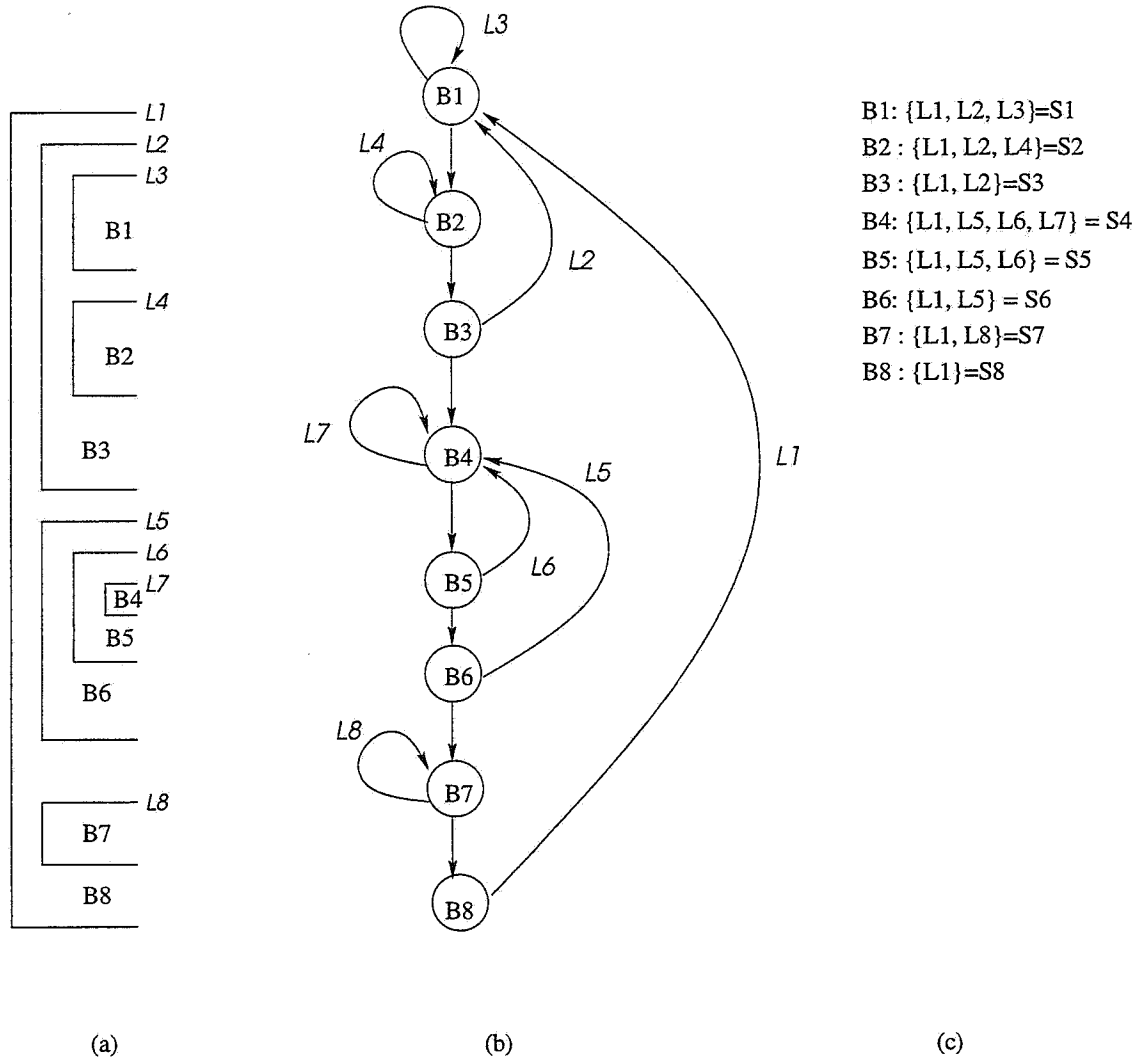 L1
L2
L3
B1
L4
B2
B3
L5
L6
L7
B4
B5
B6
L8
B7
B8
(a)
L3
B1
L4
B2
L2
B3
L7
B4
L5
L1
B5
L6
B6
L8
B7
B8
(b)
B1: {L1, L2, L3}=S1
B2 : {L1, L2, L4}=S2
B3 : {L1, L2}=S3
B4: {L1, L5, L6, L7} = S4
B5: {L1, L5, L6} = S5
B6: {L1, L5} = S6
B7 : {L1, L8}=S7
B8 : {L1}=S8
(c)